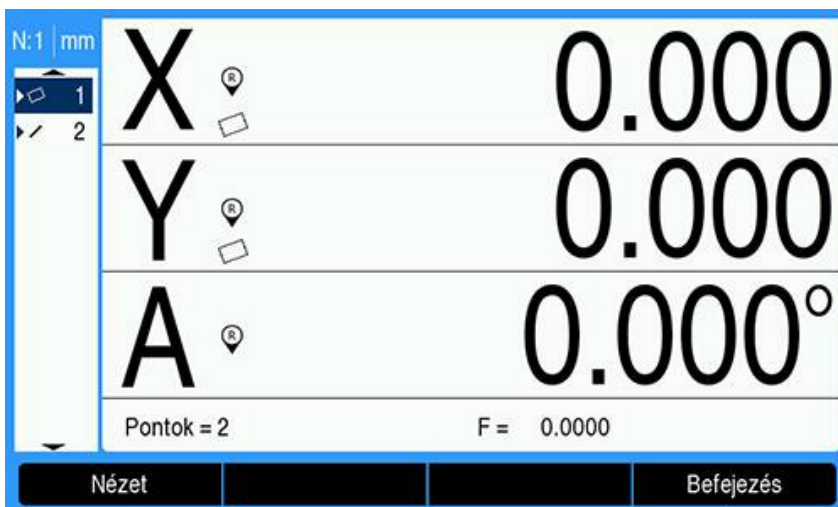 N:1 mm
1
2
X R 0.000
Y R 0.000
A R 0.000°
Pontok = 2 F = 0.0000
Nézet Befejezés